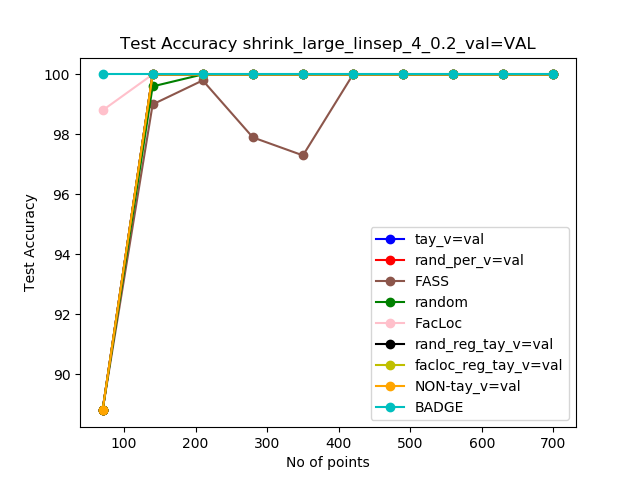 Test Accuracy shrink_large_linsep_4_0.2_val=VAL
100
98
96
94
92
90
Test Accuracy
tay_v=val
rand_per_v=val
FASS
random
FacLoc
rand_reg_tay_v=val
facloc_reg_tay_v=val
NON-tay_v=val
BADGE
100 200 300 400 500 600 700
No of points